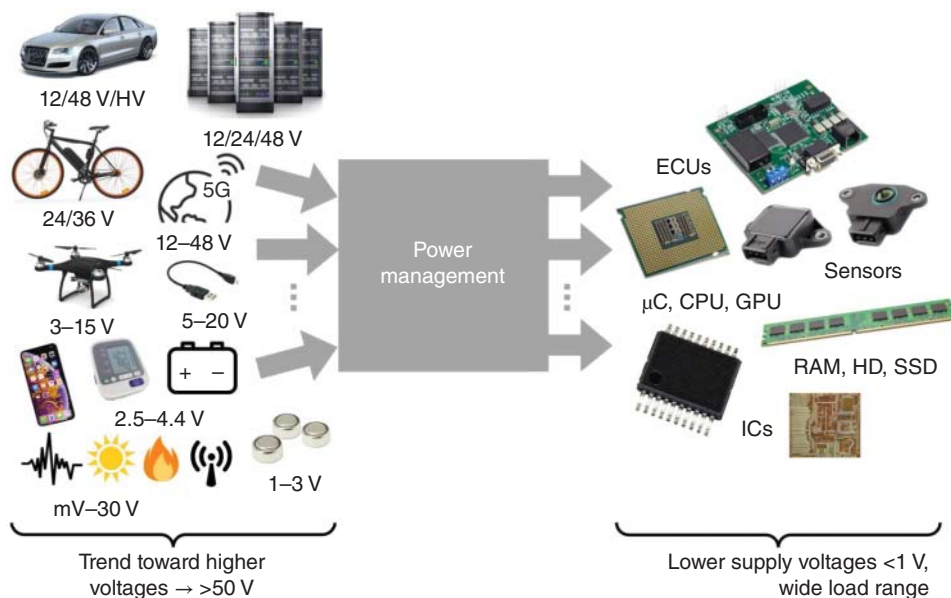 12/48 V/HV
12/24/48 V
24/36 V
5G
12–48 V
3–15 V
5–20 V
+ −
2.5–4.4 V
1–3 V
mV–30 V
Trend toward higher
voltages → >50 V
Power
management
ECUs
Sensors
μC, CPU, GPU
RAM, HD, SSD
ICs
Lower supply voltages <1 V,
wide load range